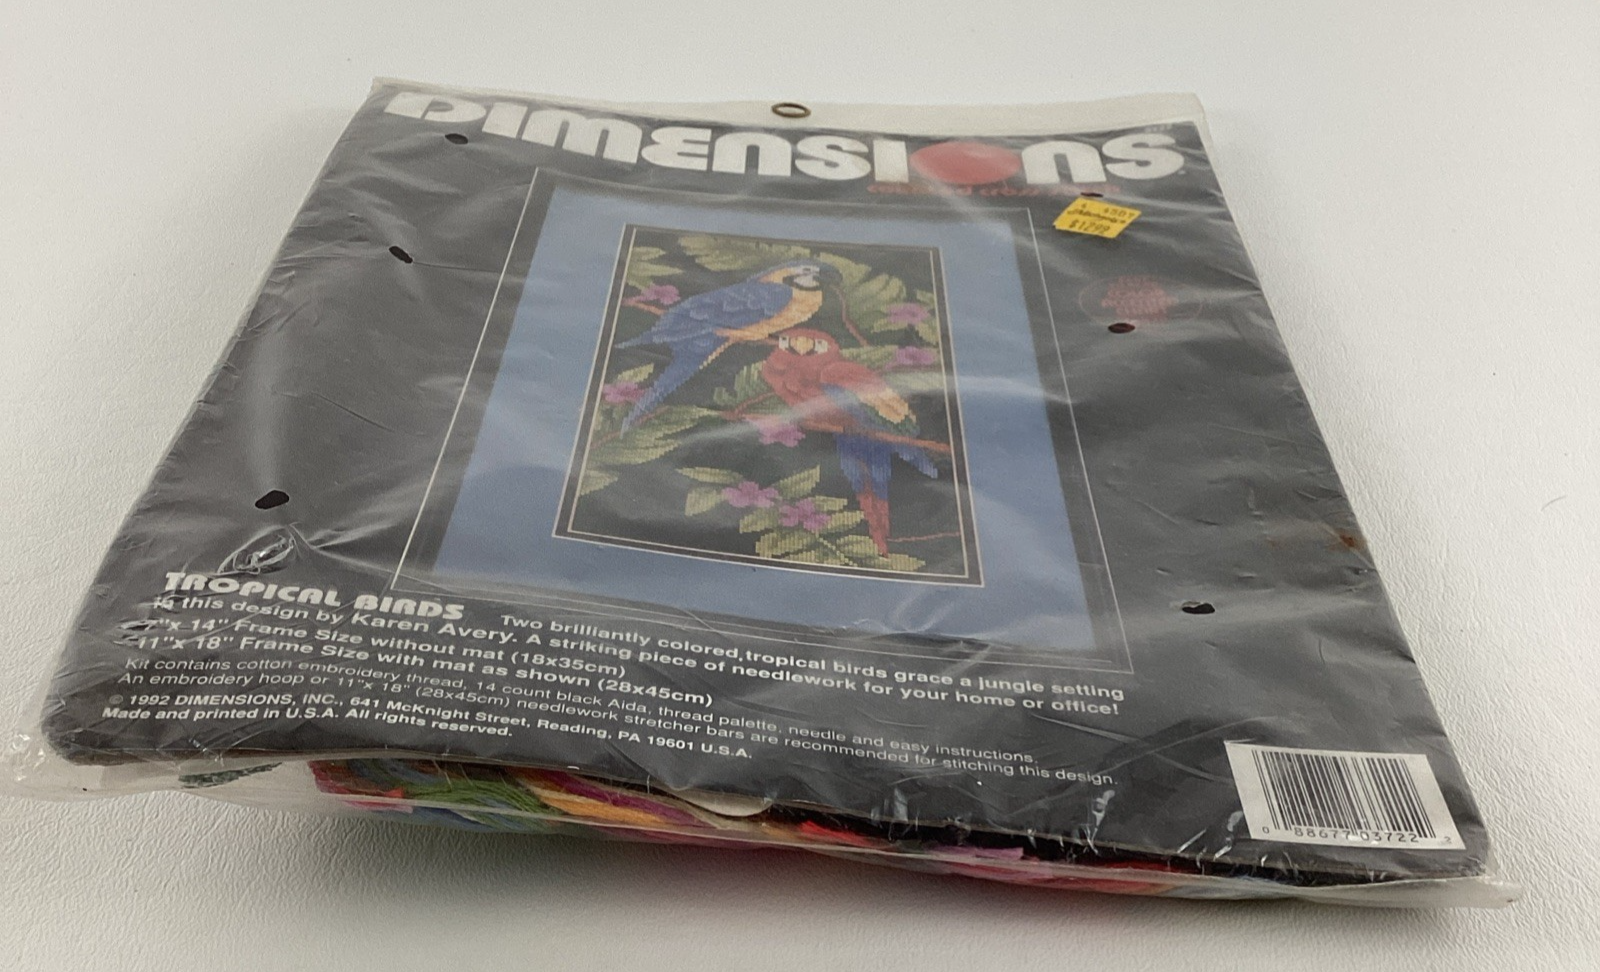 DIMENSIONS
counted cross stitch
$12.99
TROPICAL BIRDS Two brilliantly colored, tropical birds grace a jungle setting
in this design by Karen Avery. A striking piece of needlework for your home or office!
7"x 14" Frame Size without mat (18x35cm)
11"x 18" Frame Size with mat as shown (28x45cm)
Kit contains cotton embroidery thread, 14 count black Aida, thread palette, needle and easy instructions.
An embroidery hoop or 11"x 18" (28x45cm) needlework stretcher bars are recommended for stitching this design.
© 1992 DIMENSIONS, INC., 641 McKnight Street, Reading, PA 19601 U.S.A.
Made and printed in U.S.A. All rights reserved.
0 88677 03722 2